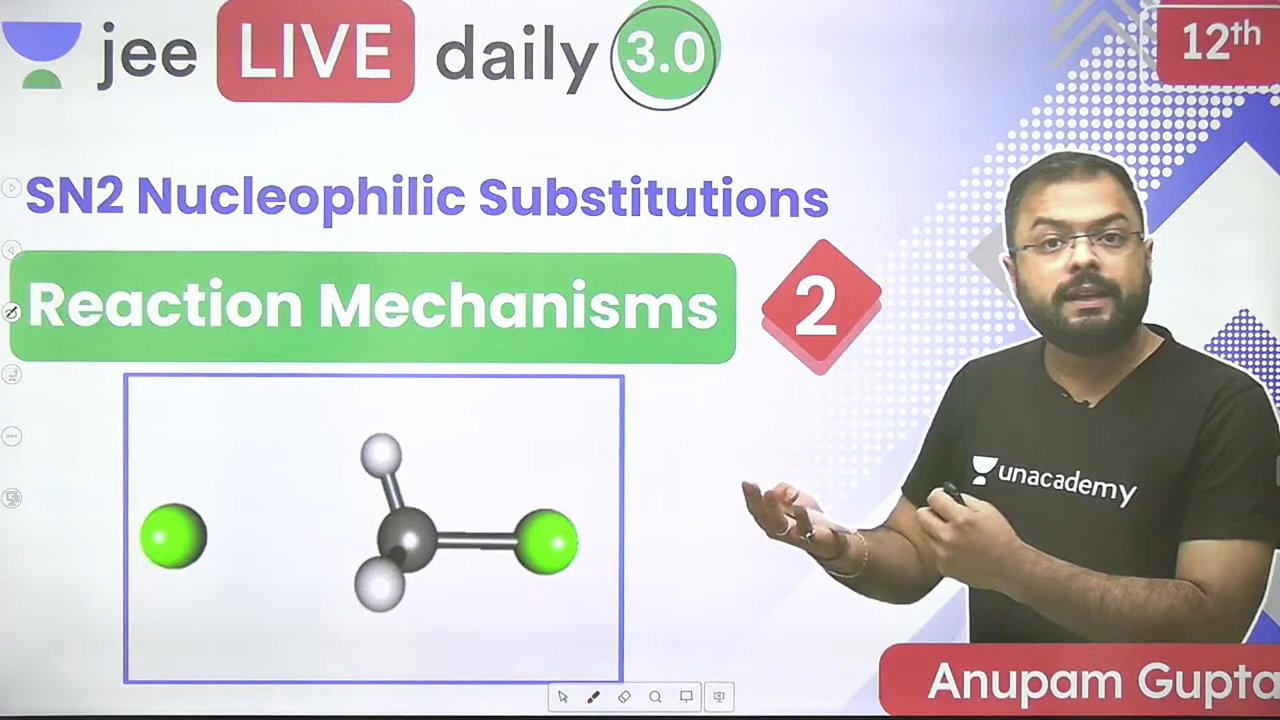 jee LIVE daily 3.0
12th
SN2 Nucleophilic Substitutions
Reaction Mechanisms
2
unacademy
Anupam Gupta